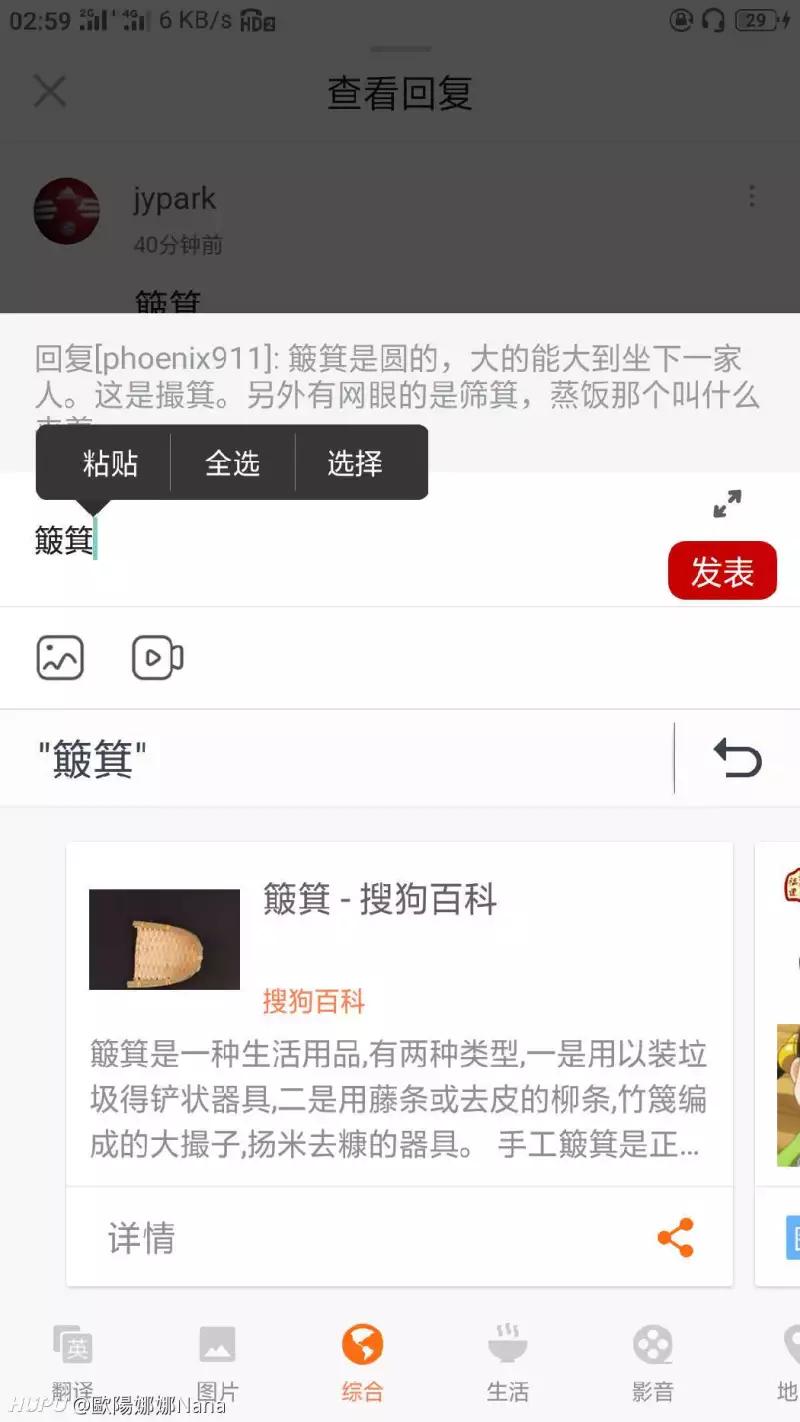 02:59 2G 4G 6 KB/s HD2 29
查看回复
jypark
40分钟前
簸箕
回复[phoenix911]: 簸箕是圆的，大的能大到坐下一家
人。这是撮箕。另外有网眼的是筛箕，蒸饭那个叫什么
粘贴 全选 选择
簸箕
发表
"簸箕"
簸箕 - 搜狗百科
搜狗百科
簸箕是一种生活用品,有两种类型,一是用以装垃
圾得铲状器具,二是用藤条或去皮的柳条,竹篾编
成的大撮子,扬米去糠的器具。 手工簸箕是正...
详情
英
翻译 图片 综合 生活 影音 地
HUPU @歐陽娜娜Nana